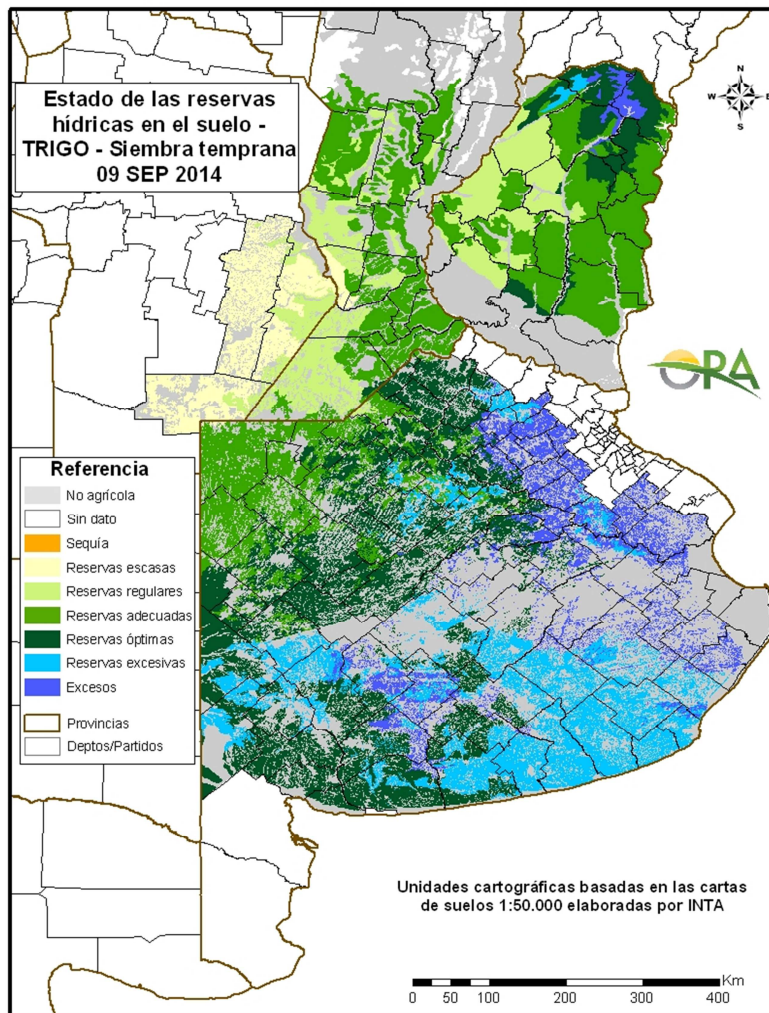 Estado de las reservas
hídricas en el suelo -
TRIGO - Siembra temprana
09 SEP 2014
N
W E
S
ORA
Referencia
No agrícola
Sin dato
Sequía
Reservas escasas
Reservas regulares
Reservas adecuadas
Reservas óptimas
Reservas excesivas
Excesos
Provincias
Deptos/Partidos
Unidades cartográficas basadas en las cartas
de suelos 1:50.000 elaboradas por INTA
Km
0 50 100 200 300 400